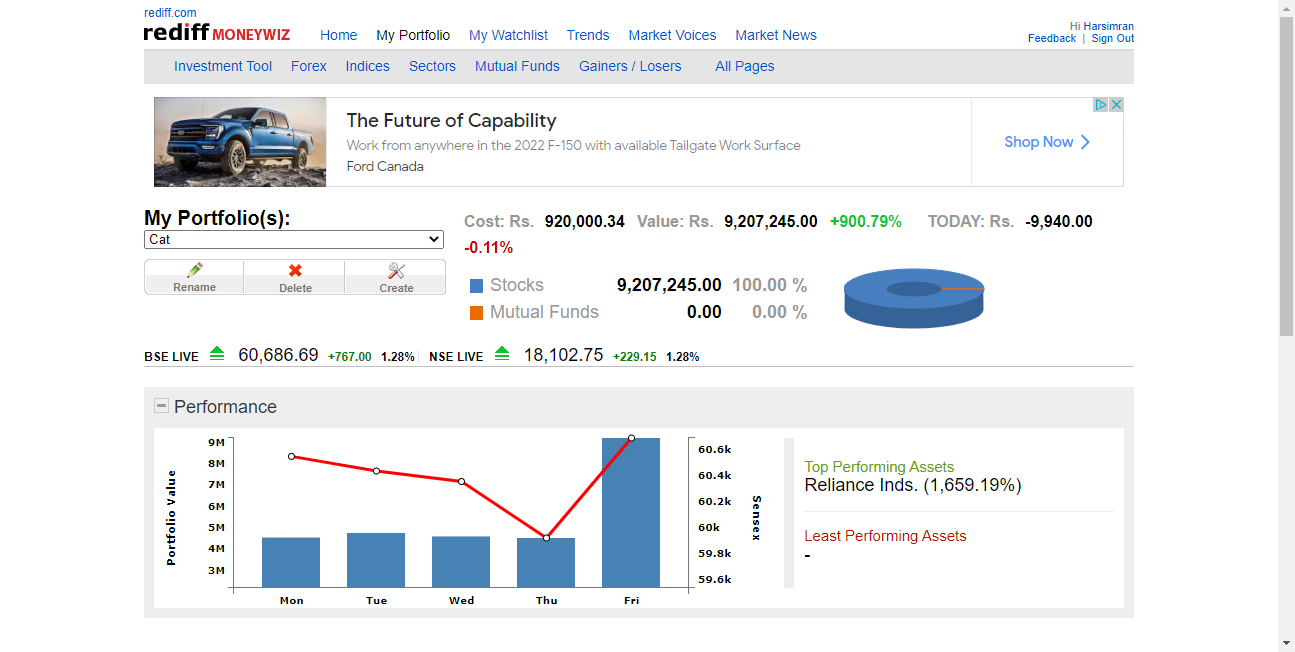 rediff.com
rediff MONEYWIZ Home My Portfolio My Watchlist Trends Market Voices Market News
Hi Harsimran
Feedback | Sign Out
Investment Tool Forex Indices Sectors Mutual Funds Gainers / Losers All Pages
The Future of Capability
Work from anywhere in the 2022 F-150 with available Tailgate Work Surface
Ford Canada
Shop Now
My Portfolio(s):
Cat
Rename Delete Create
Cost: Rs. 920,000.34 Value: Rs. 9,207,245.00 +900.79% TODAY: Rs. -9,940.00
-0.11%
Stocks 9,207,245.00 100.00 %
Mutual Funds 0.00 0.00 %
BSE LIVE 60,686.69 +767.00 1.28% NSE LIVE 18,102.75 +229.15 1.28%
Performance
Portfolio Value
9M
8M
7M
6M
5M
4M
3M
Mon Tue Wed Thu Fri
60.6k
60.4k
60.2k
60k
59.8k
59.6k
Sensex
Top Performing Assets
Reliance Inds. (1,659.19%)
Least Performing Assets
-